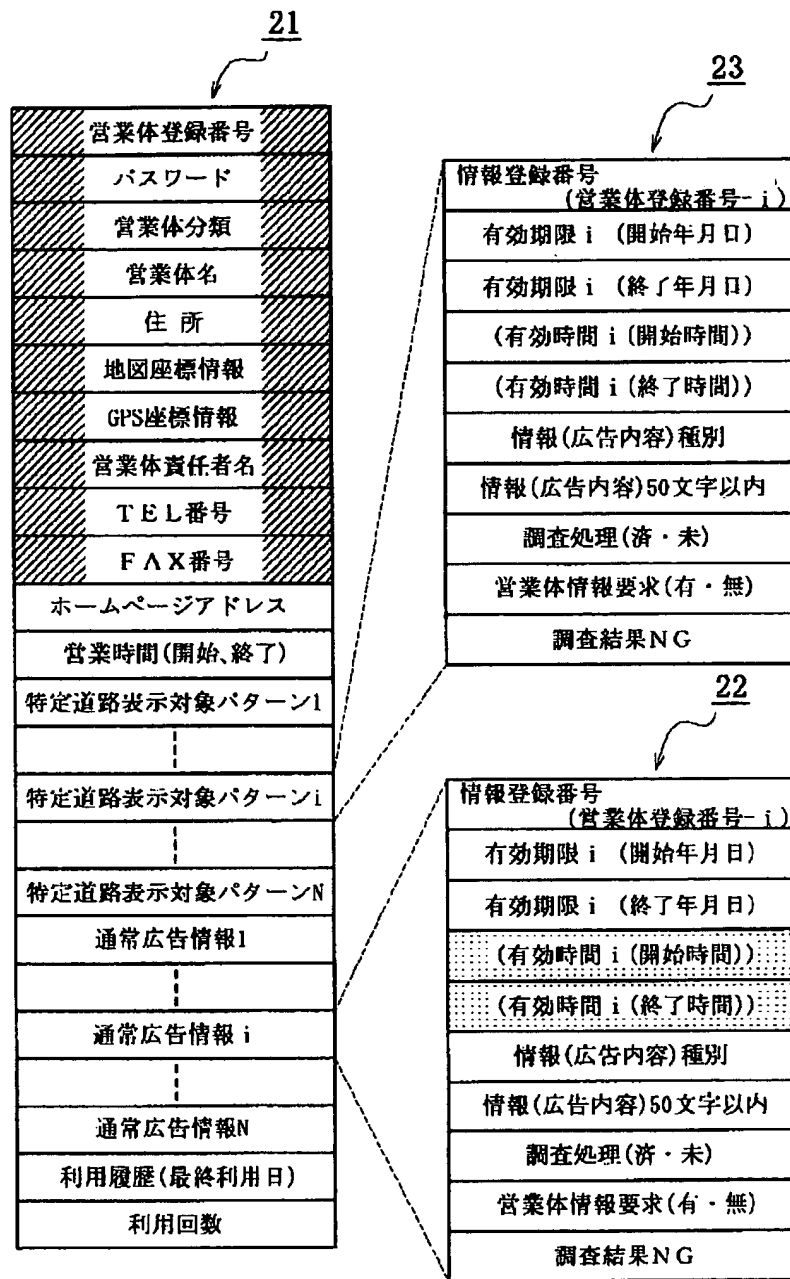 21
営業体登録番号
パスワード
営業体分類
営業体名
住 所
地図座標情報
GPS座標情報
営業体責任者名
TEL番号
FAX番号
ホームページアドレス
営業時間(開始、終了)
特定道路表示対象パターン1
特定道路表示対象パターンi
特定道路表示対象パターンN
通常広告情報1
通常広告情報 i
通常広告情報N
利用履歴(最終利用日)
利用回数
23
情報登録番号
(営業体登録番号-i)
有効期限 i (開始年月日)
有効期限 i (終了年月日)
(有効時間 i (開始時間))
(有効時間 i (終了時間))
情報(広告内容)種別
情報(広告内容)50文字以内
調査処理(済・未)
営業体情報要求(有・無)
調査結果NG
22
情報登録番号
(営業体登録番号-i)
有効期限 i (開始年月日)
有効期限 i (終了年月日)
(有効時間 i (開始時間))
(有効時間 i (終了時間))
情報(広告内容)種別
情報(広告内容)50文字以内
調査処理(済・未)
営業体情報要求(有・無)
調査結果NG